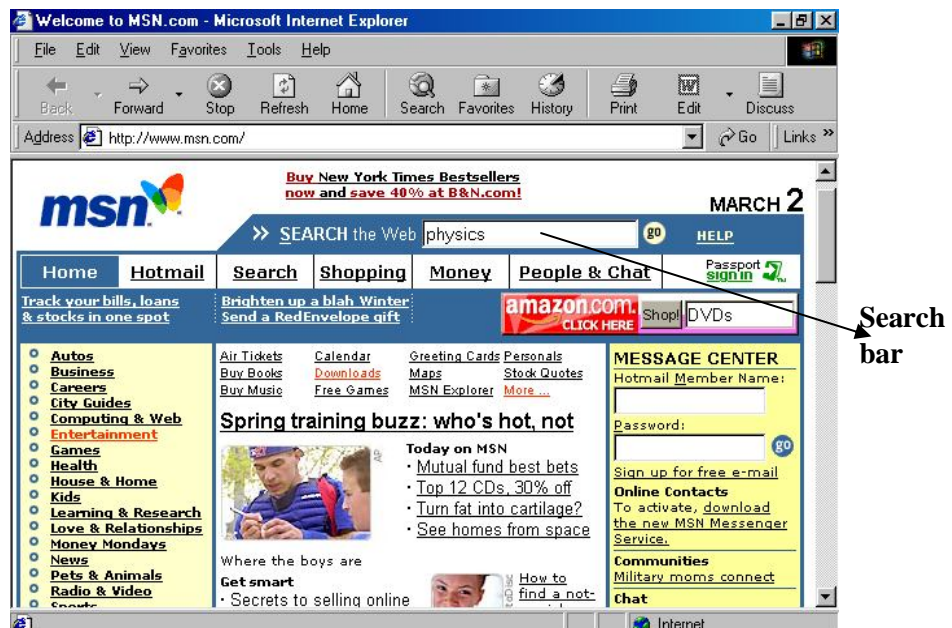 Welcome to MSN.com - Microsoft Internet Explorer
File Edit View Favorites Tools Help
Back Forward Stop Refresh Home Search Favorites History Print Edit Discuss
Address http://www.msn.com/ Go Links »
msn
Buy New York Times Bestsellers
now and save 40% at B&N.com!
MARCH 2
>> SEARCH the Web physics go HELP
Home Hotmail Search Shopping Money People & Chat Passport sign in
Track your bills, loans
& stocks in one spot
Brighten up a blah Winter
Send a RedEnvelope gift
amazon.com.
CLICK HERE
Shop! DVDs
Search
bar
Autos
Business
Careers
City Guides
Computing & Web
Entertainment
Games
Health
House & Home
Kids
Learning & Research
Love & Relationships
Money Mondays
News
Pets & Animals
Radio & Video
Sports
Air Tickets Calendar Greeting Cards Personals
Buy Books Downloads Maps Stock Quotes
Buy Music Free Games MSN Explorer More ...
Spring training buzz: who's hot, not
AP
Today on MSN
· Mutual fund best bets
· Top 12 CDs, 30% off
· Turn fat into cartilage?
· See homes from space
Where the boys are
Get smart
· Secrets to selling online
How to
find a not-
MESSAGE CENTER
Hotmail Member Name:
Password:
go
Sign up for free e-mail
Online Contacts
To activate, download
the new MSN Messenger
Service.
Communities
Military moms connect
Chat
Internet